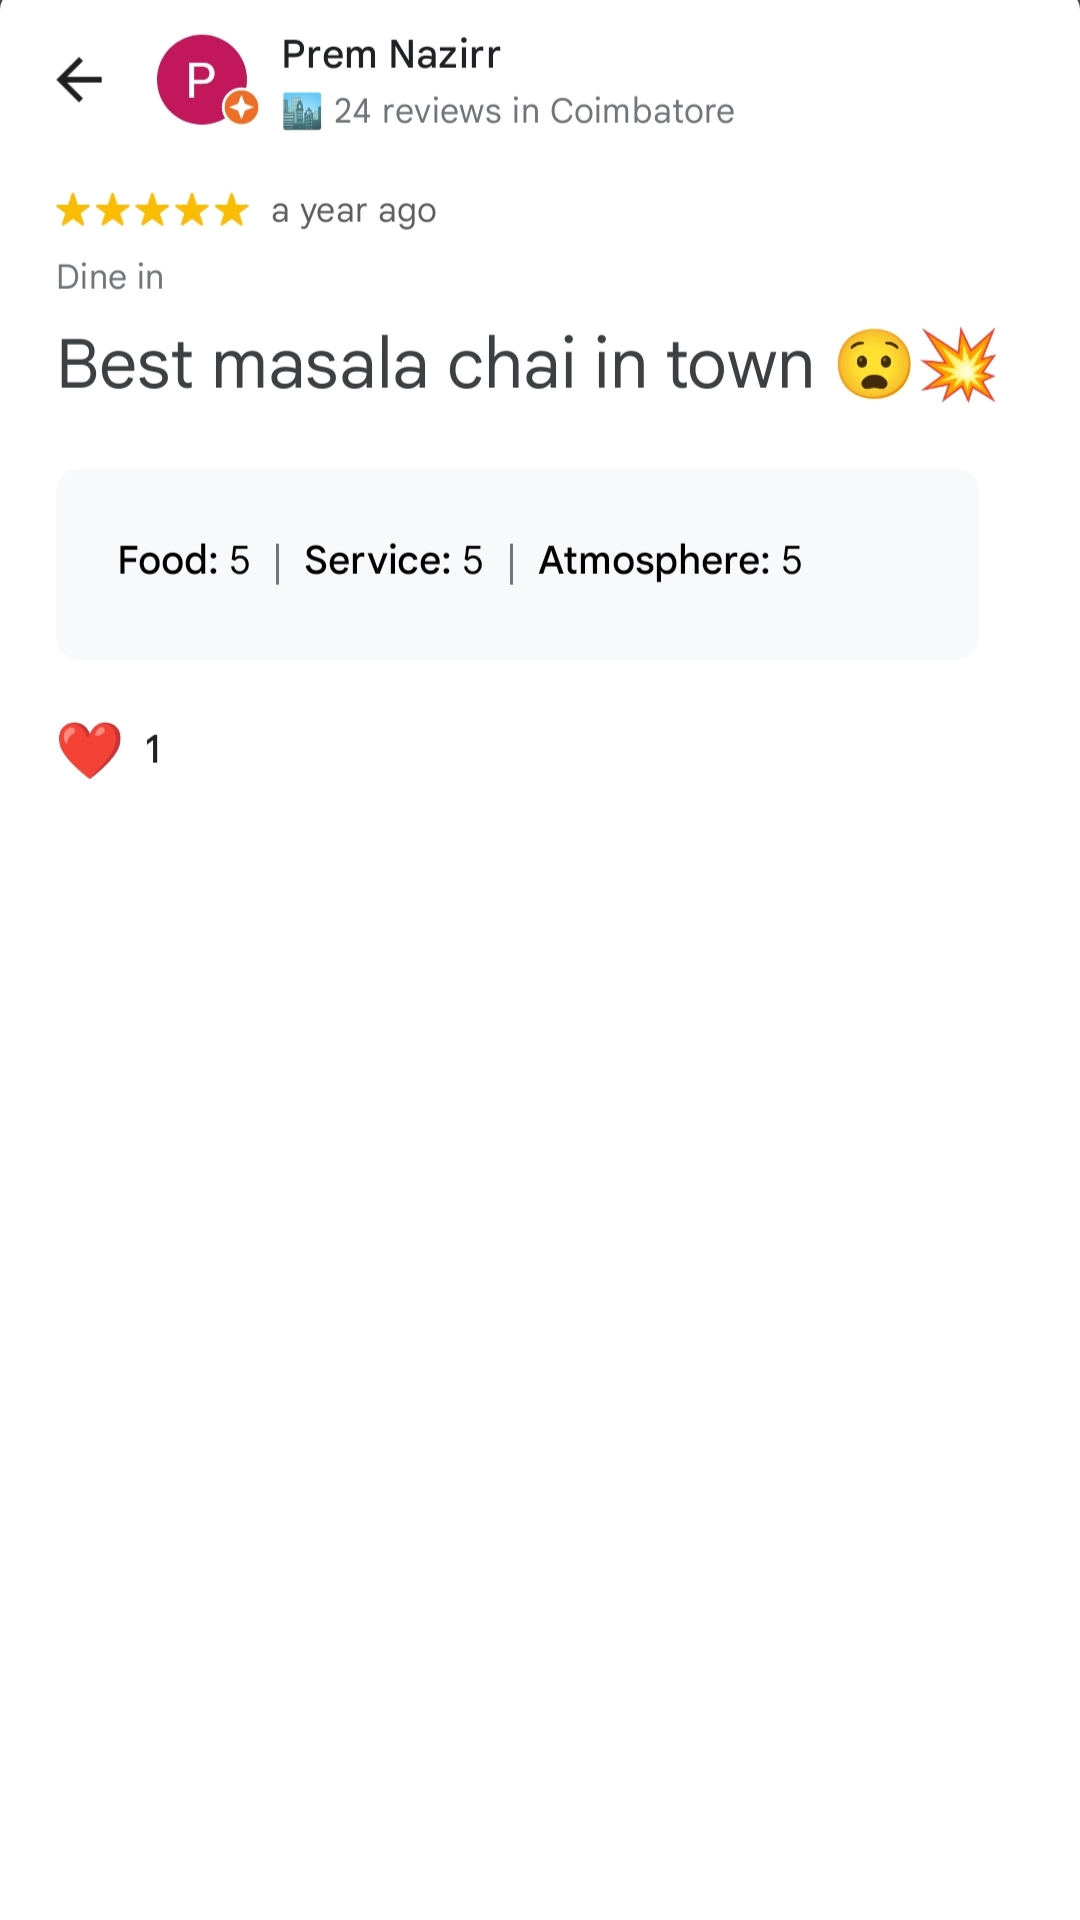 P
Prem Nazirr
24 reviews in Coimbatore
a year ago
Dine in
Best masala chai in town 😧💥
Food: 5 | Service: 5 | Atmosphere: 5
❤️ 1